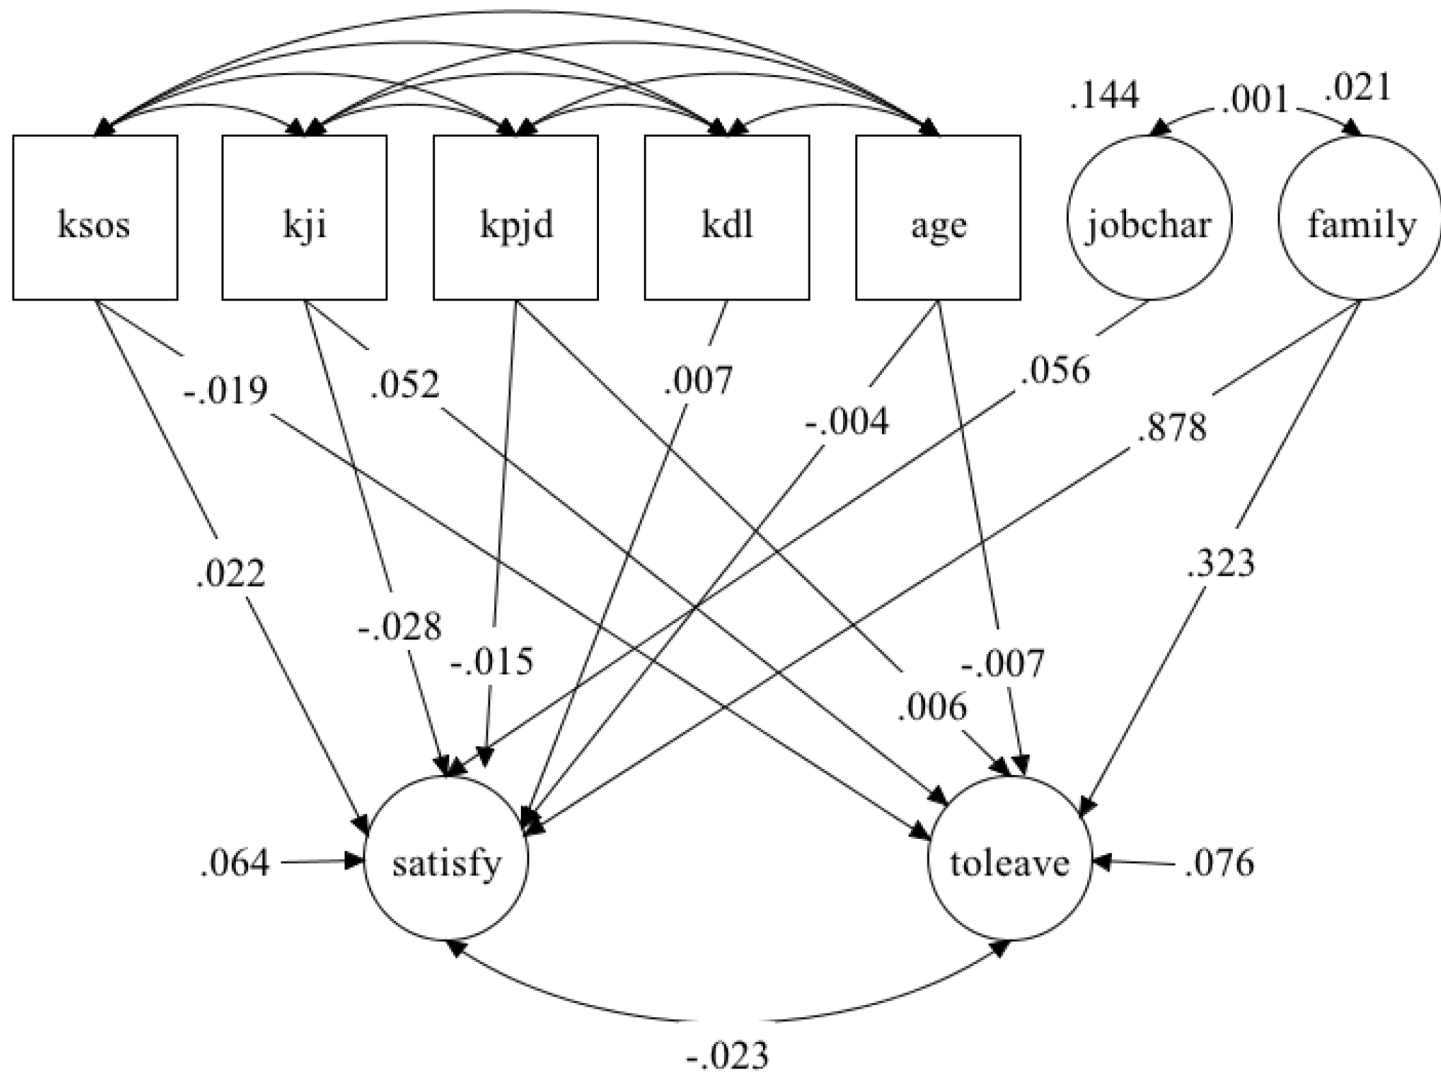 .144 .001 .021
ksos kji kpjd kdl age jobchar family
-.019 .052 .007 -.004 .056 .878
.022 -.028 -.015 .006 -.007 .323
.064 satisfy toleave .076
-.023